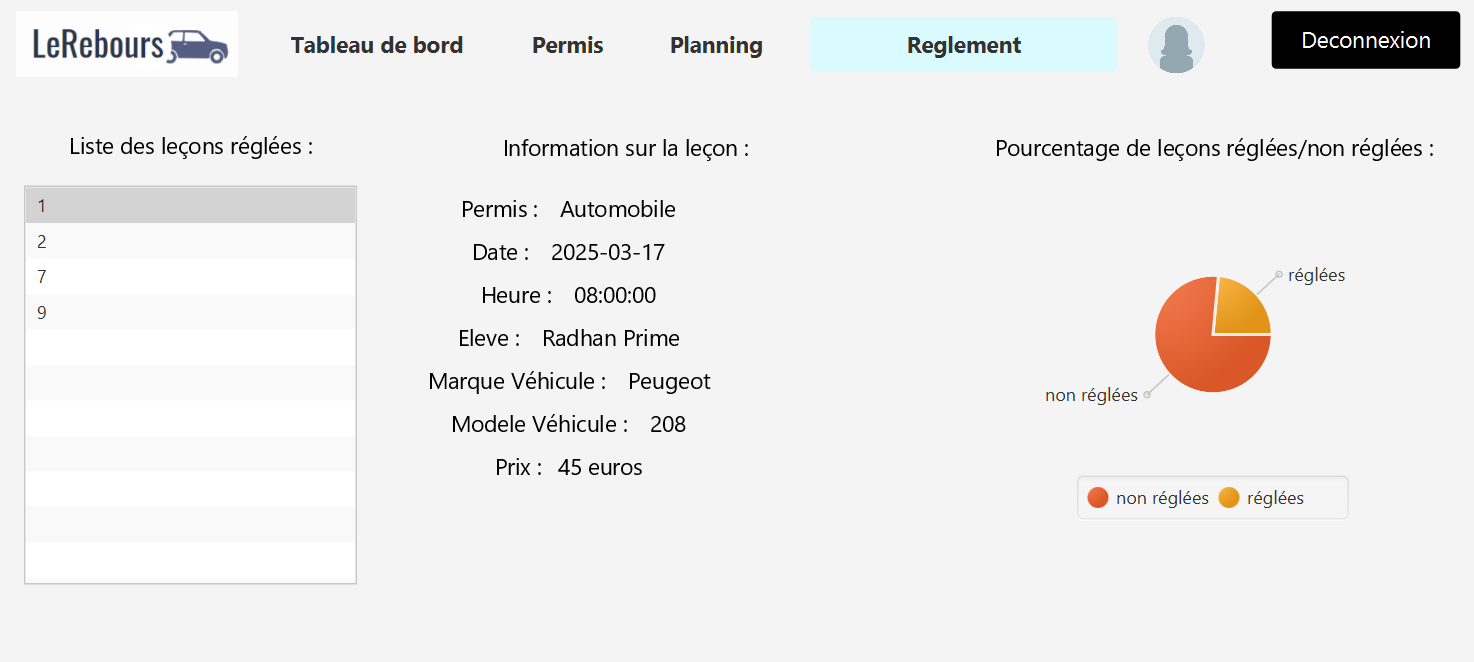 LeRebours
Tableau de bord
Permis
Planning
Reglement
Deconnexion
Liste des leçons réglées :
1
2
7
9
Information sur la leçon :
Permis : Automobile
Date : 2025-03-17
Heure : 08:00:00
Eleve : Radhan Prime
Marque Véhicule : Peugeot
Modele Véhicule : 208
Prix : 45 euros
Pourcentage de leçons réglées/non réglées :
réglées
non réglées
non réglées réglées